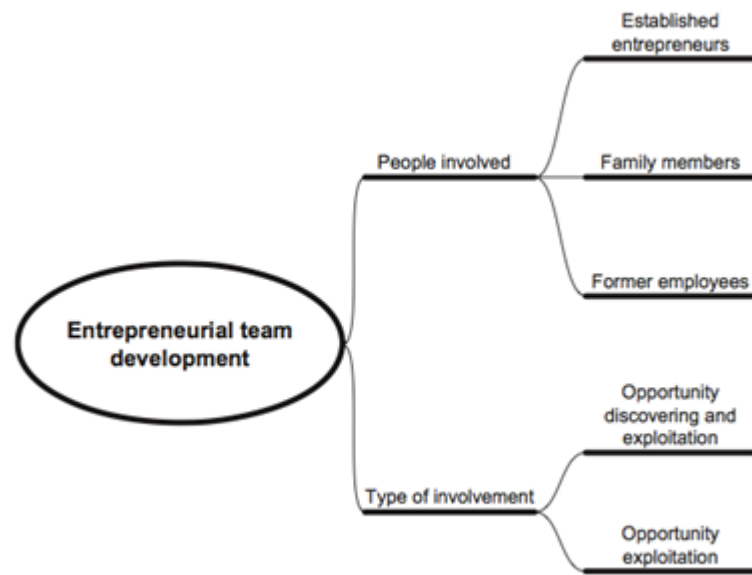 Established
entrepreneurs
People involved
Family members
Former employees
Entrepreneurial team
development
Opportunity
discovering and
exploitation
Type of involvement
Opportunity
exploitation